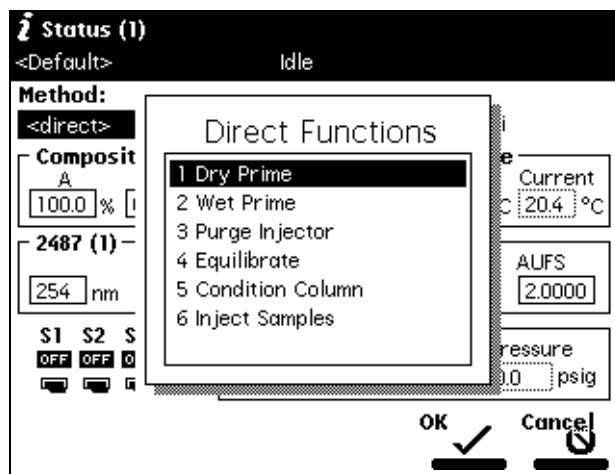 i Status (1)
<Default> Idle
Method:
<direct>
Direct Functions
1 Dry Prime
2 Wet Prime
3 Purge Injector
4 Equilibrate
5 Condition Column
6 Inject Samples
Composit
A
100.0 %
Current
20.4 °C
2487 (1)
254 nm
AUFS
2.0000
S1 S2 S
OFF OFF
ressure
psig
OK Cancel